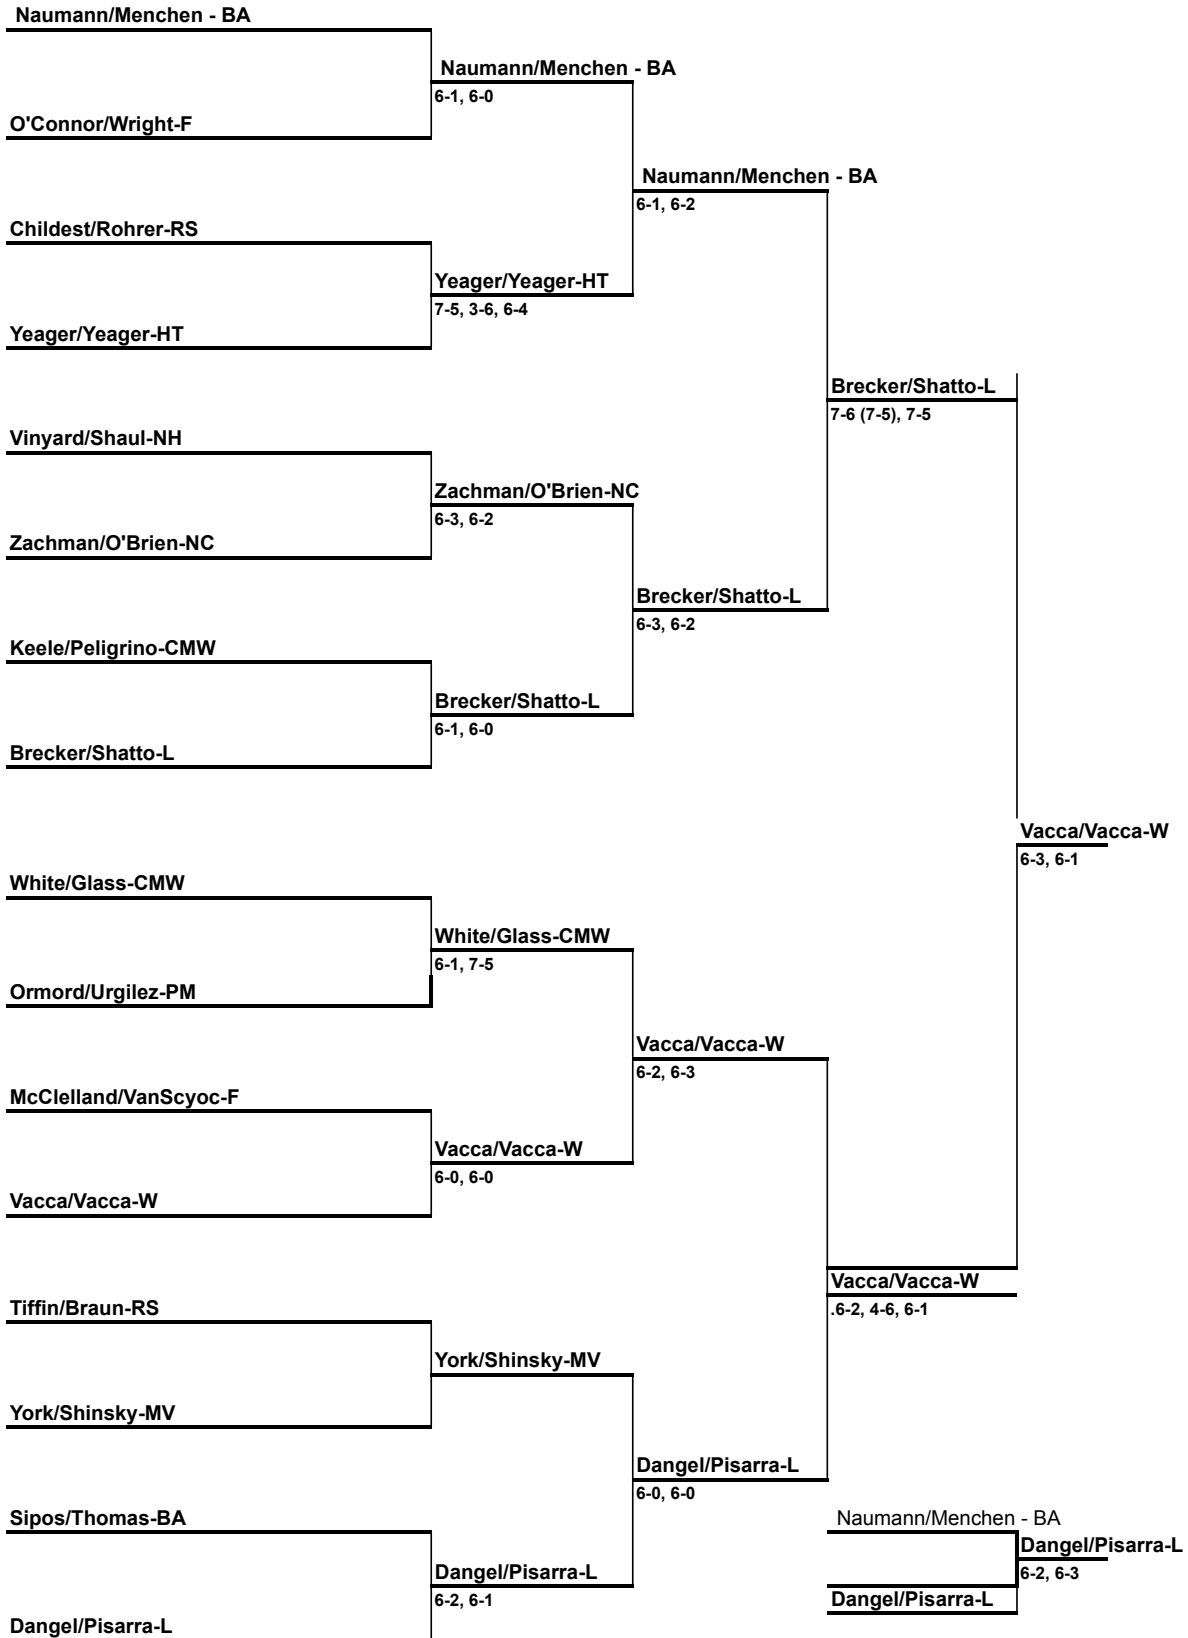 Naumann/Menchen - BA
Naumann/Menchen - BA
6-1, 6-0
O'Connor/Wright-F
Naumann/Menchen - BA
6-1, 6-2
Childest/Rohrer-RS
Yeager/Yeager-HT
7-5, 3-6, 6-4
Yeager/Yeager-HT
Brecker/Shatto-L
7-6 (7-5), 7-5
Vinyard/Shaul-NH
Zachman/O'Brien-NC
6-3, 6-2
Zachman/O'Brien-NC
Brecker/Shatto-L
6-3, 6-2
Keele/Peligrino-CMW
Brecker/Shatto-L
6-1, 6-0
Brecker/Shatto-L
Vacca/Vacca-W
6-3, 6-1
White/Glass-CMW
White/Glass-CMW
6-1, 7-5
Ormord/Urgilez-PM
Vacca/Vacca-W
6-2, 6-3
McClelland/VanScyoc-F
Vacca/Vacca-W
6-0, 6-0
Vacca/Vacca-W
Vacca/Vacca-W
.6-2, 4-6, 6-1
Tiffin/Braun-RS
York/Shinsky-MV
York/Shinsky-MV
Dangel/Pisarra-L
6-0, 6-0
Sipos/Thomas-BA
Naumann/Menchen - BA
Dangel/Pisarra-L
6-2, 6-3
Dangel/Pisarra-L
6-2, 6-1
Dangel/Pisarra-L
Dangel/Pisarra-L